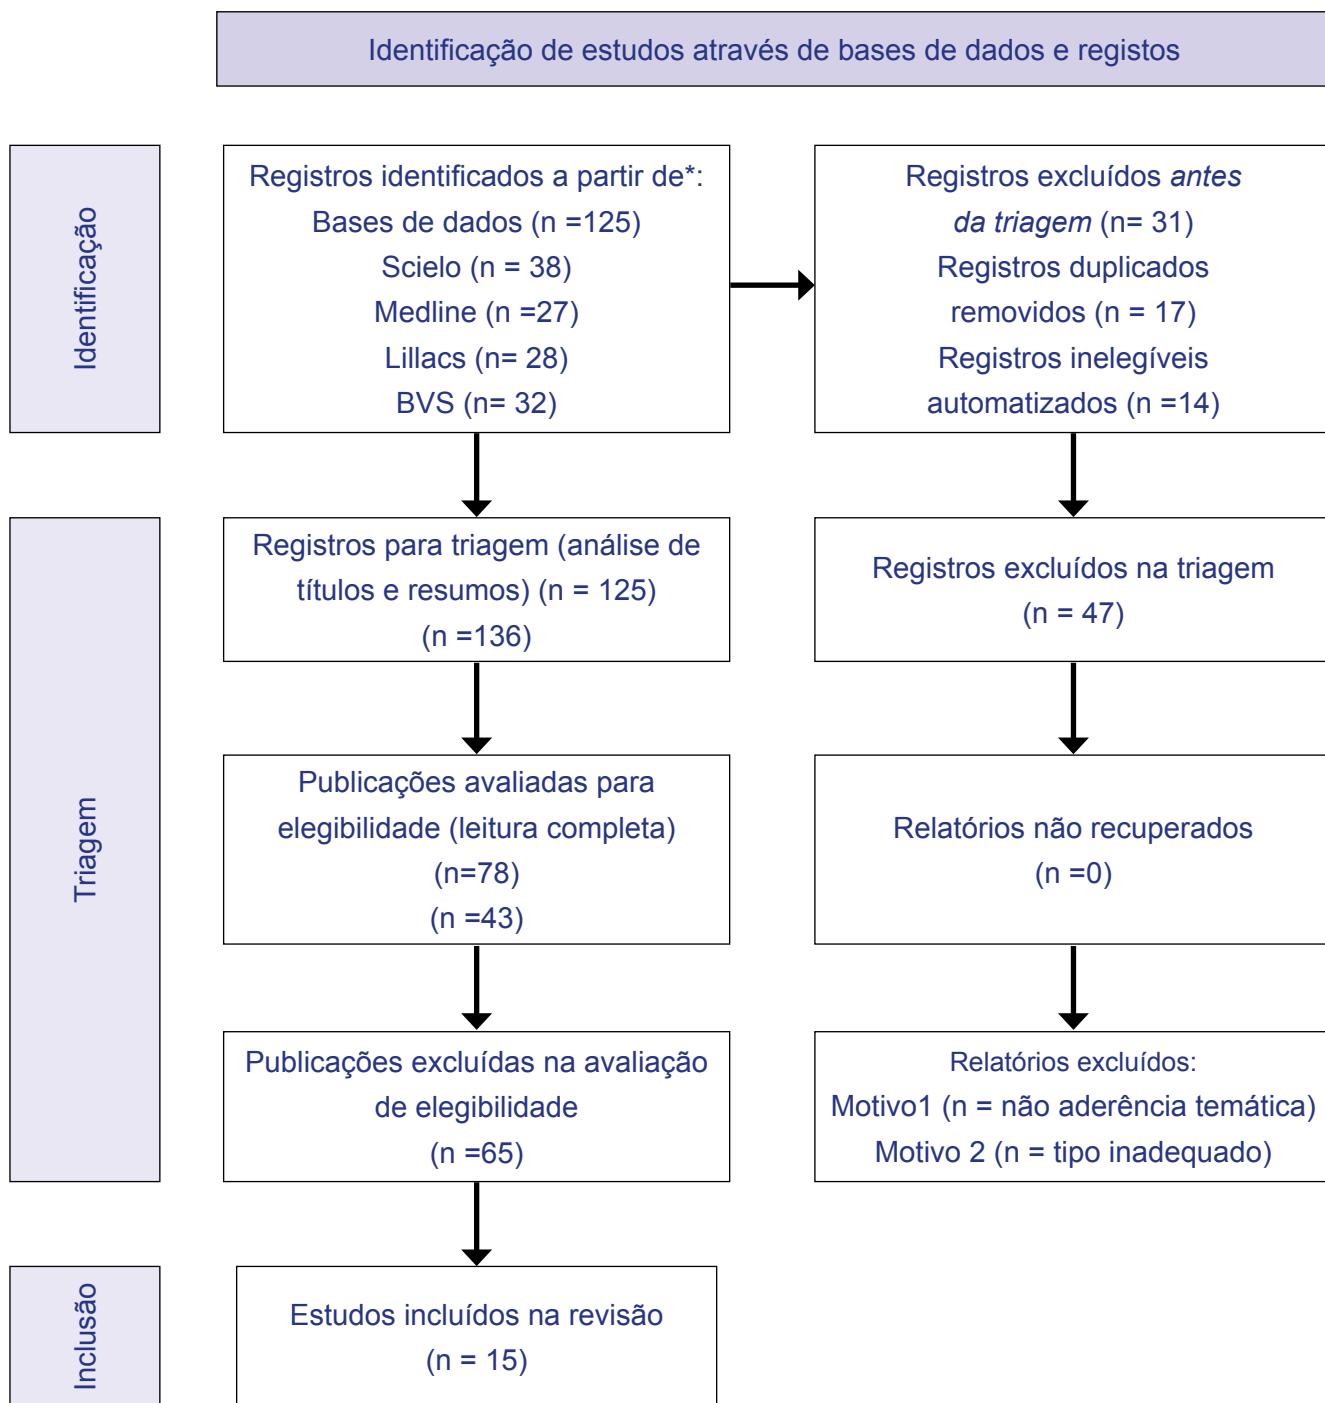 Identificação de estudos através de bases de dados e registos
Identificação
Registros identificados a partir de*:
Bases de dados (n =125)
Scielo (n = 38)
Medline (n =27)
Lillacs (n= 28)
BVS (n= 32)
Registros excluídos antes
da triagem (n= 31)
Registros duplicados
removidos (n = 17)
Registros inelegíveis
automatizados (n =14)
Triagem
Registros para triagem (análise de
títulos e resumos) (n = 125)
(n =136)
Registros excluídos na triagem
(n = 47)
Publicações avaliadas para
elegibilidade (leitura completa)
(n=78)
(n =43)
Relatórios não recuperados
(n =0)
Publicações excluídas na avaliação
de elegibilidade
(n =65)
Relatórios excluídos:
Motivo1 (n = não aderência temática)
Motivo 2 (n = tipo inadequado)
Inclusão
Estudos incluídos na revisão
(n = 15)